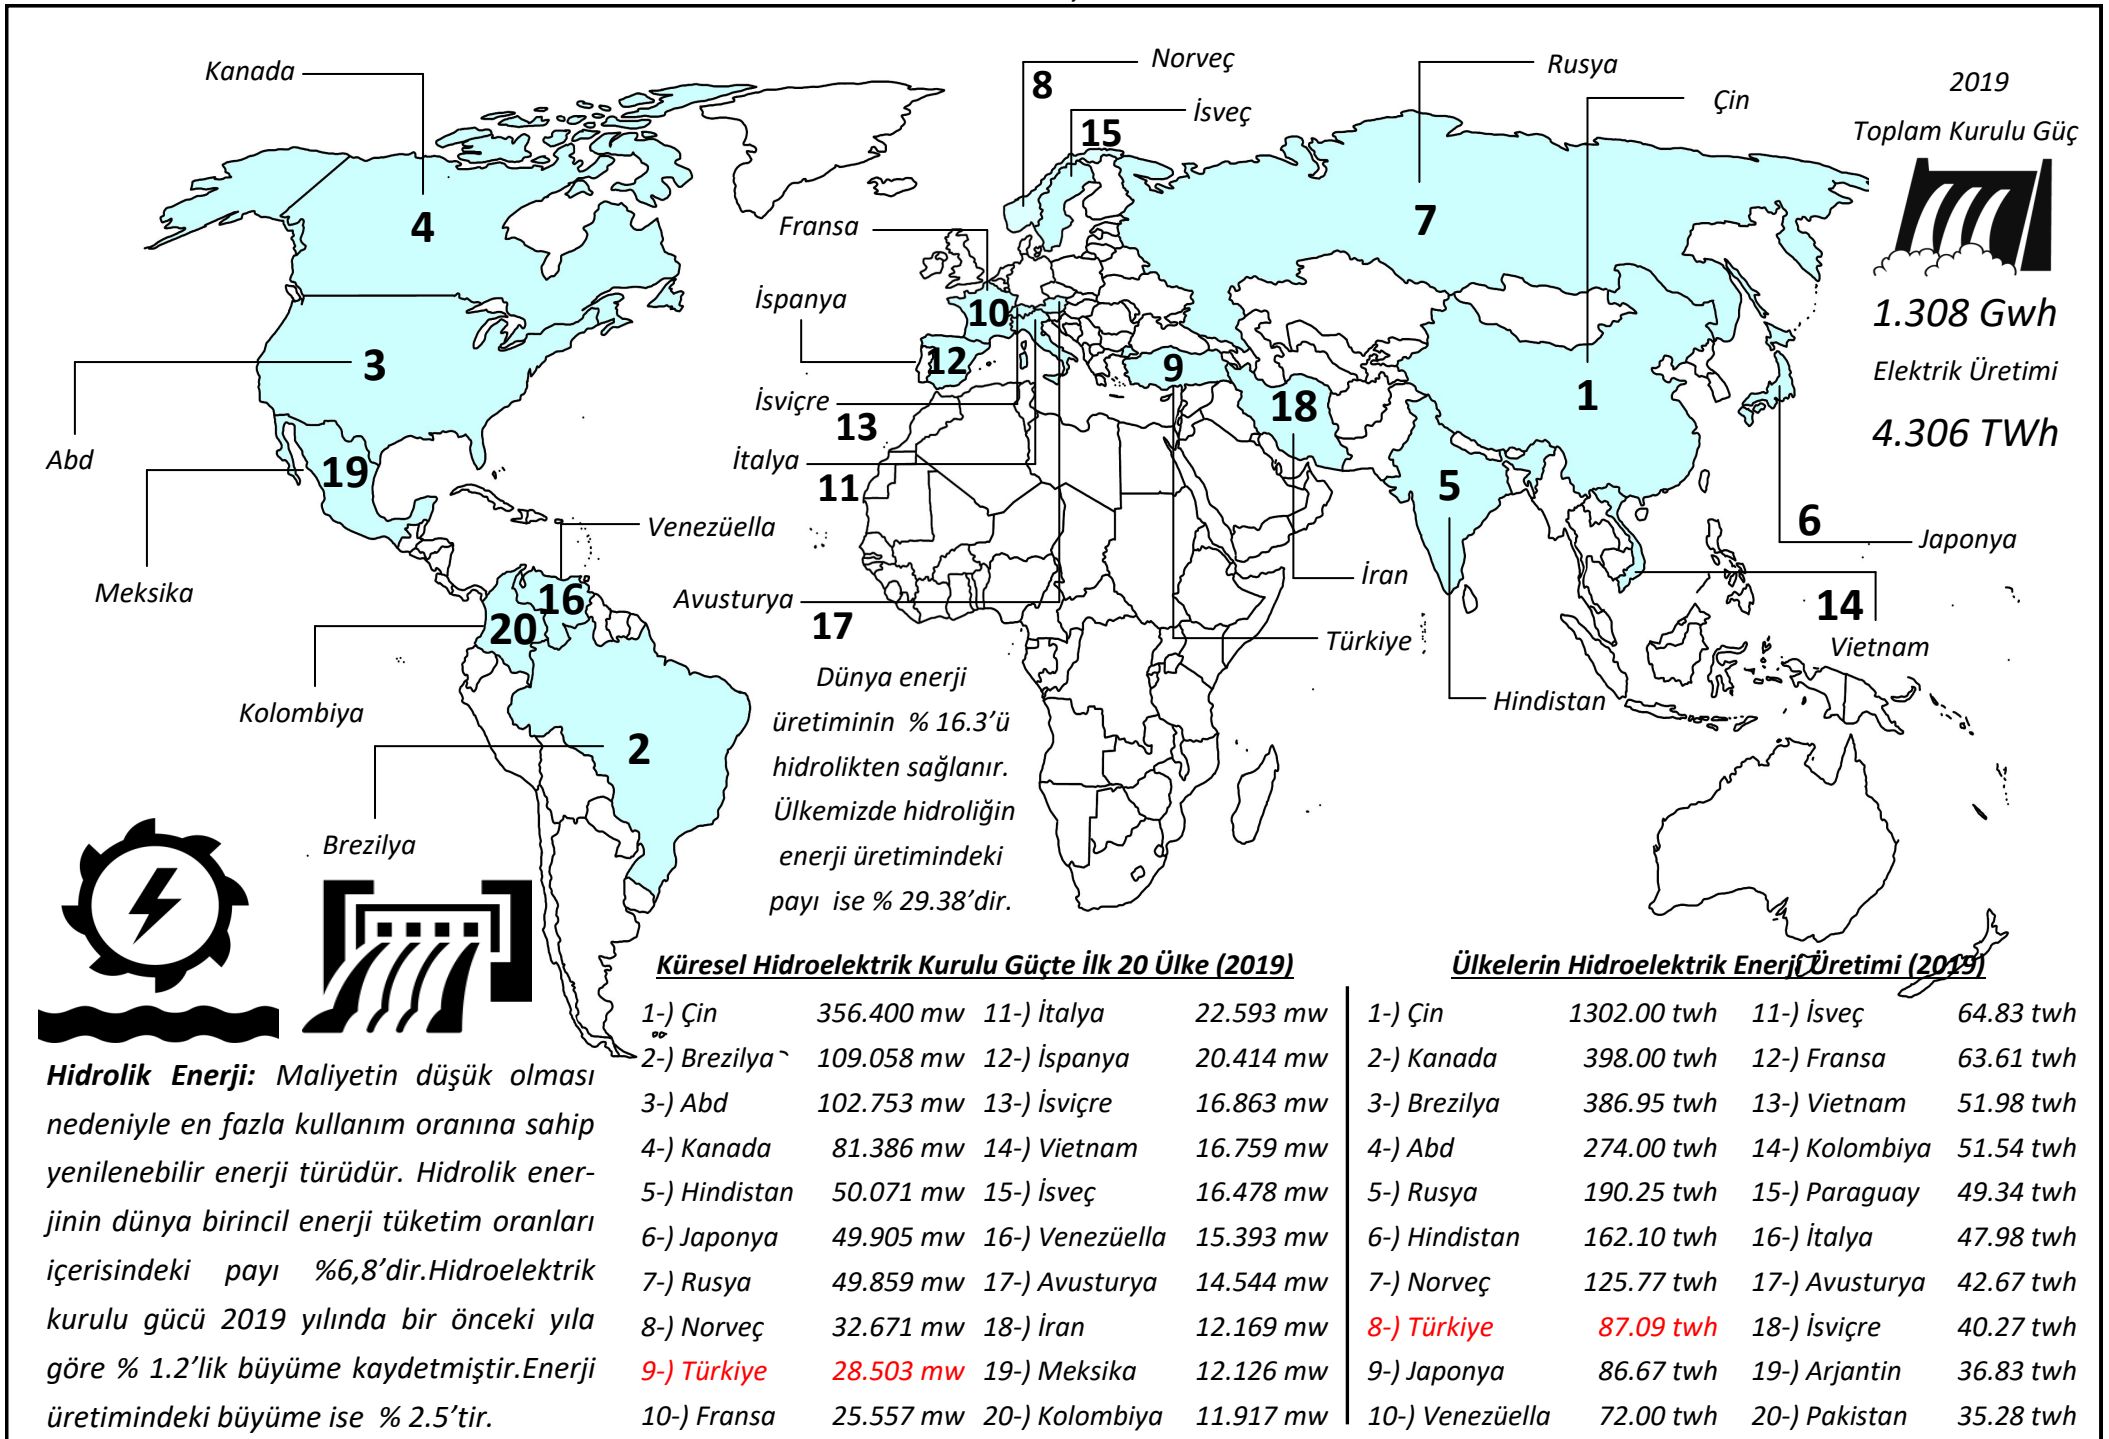 Kanada
Norveç
8
Rusya
Çin
2019
Toplam Kurulu Güç
İsveç
15
4
Fransa
7
İspanya
10
1.308 Gwh
3
12
9
Elektrik Üretimi
İsviçre
13
18
1
4.306 TWh
Abd
19
İtalya
11
5
Venezüella
6
Japonya
Meksika
16
Avusturya
17
İran
14
Vietnam
20
Türkiye
Kolombiya
Hindistan
2
Brezilya
Dünya enerji
üretiminin % 16.3’ü
hidrolikten sağlanır.
Ülkemizde hidroliğin
enerji üretimindeki
payı ise % 29.38’dir.
Hidrolik Enerji: Maliyetin düşük olması
nedeniyle en fazla kullanım oranına sahip
yenilenebilir enerji türüdür. Hidrolik ener-
jinin dünya birincil enerji tüketim oranları
içerisindeki payı %6,8’dir.Hidroelektrik
kurulu gücü 2019 yılında bir önceki yıla
göre % 1.2’lik büyüme kaydetmiştir.Enerji
üretimindeki büyüme ise % 2.5’tir.
Küresel Hidroelektrik Kurulu Güçte İlk 20 Ülke (2019)
1-) Çin 356.400 mw 11-) İtalya 22.593 mw
2-) Brezilya 109.058 mw 12-) İspanya 20.414 mw
3-) Abd 102.753 mw 13-) İsviçre 16.863 mw
4-) Kanada 81.386 mw 14-) Vietnam 16.759 mw
5-) Hindistan 50.071 mw 15-) İsveç 16.478 mw
6-) Japonya 49.905 mw 16-) Venezüella 15.393 mw
7-) Rusya 49.859 mw 17-) Avusturya 14.544 mw
8-) Norveç 32.671 mw 18-) İran 12.169 mw
9-) Türkiye 28.503 mw 19-) Meksika 12.126 mw
10-) Fransa 25.557 mw 20-) Kolombiya 11.917 mw
Ülkelerin Hidroelektrik Enerji Üretimi (2019)
1-) Çin 1302.00 twh 11-) İsveç 64.83 twh
2-) Kanada 398.00 twh 12-) Fransa 63.61 twh
3-) Brezilya 386.95 twh 13-) Vietnam 51.98 twh
4-) Abd 274.00 twh 14-) Kolombiya 51.54 twh
5-) Rusya 190.25 twh 15-) Paraguay 49.34 twh
6-) Hindistan 162.10 twh 16-) İtalya 47.98 twh
7-) Norveç 125.77 twh 17-) Avusturya 42.67 twh
8-) Türkiye 87.09 twh 18-) İsviçre 40.27 twh
9-) Japonya 86.67 twh 19-) Arjantin 36.83 twh
10-) Venezüella 72.00 twh 20-) Pakistan 35.28 twh